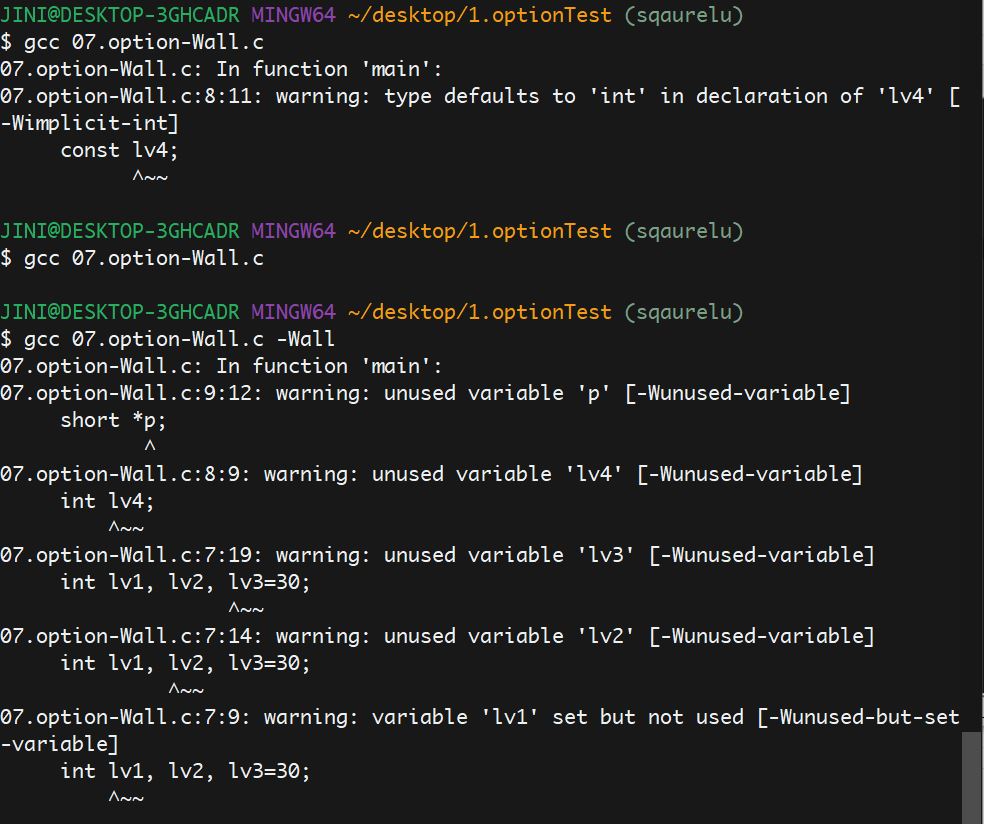 JINI@DESKTOP-3GHCADR MINGW64 ~/desktop/1.optionTest (sqaurelu)
$ gcc 07.option-Wall.c
07.option-Wall.c: In function 'main':
07.option-Wall.c:8:11: warning: type defaults to 'int' in declaration of 'lv4' [
-Wimplicit-int]
     const lv4;
           ^~~

JINI@DESKTOP-3GHCADR MINGW64 ~/desktop/1.optionTest (sqaurelu)
$ gcc 07.option-Wall.c

JINI@DESKTOP-3GHCADR MINGW64 ~/desktop/1.optionTest (sqaurelu)
$ gcc 07.option-Wall.c -Wall
07.option-Wall.c: In function 'main':
07.option-Wall.c:9:12: warning: unused variable 'p' [-Wunused-variable]
     short *p;
            ^
07.option-Wall.c:8:9: warning: unused variable 'lv4' [-Wunused-variable]
     int lv4;
         ^~~
07.option-Wall.c:7:19: warning: unused variable 'lv3' [-Wunused-variable]
     int lv1, lv2, lv3=30;
                   ^~~
07.option-Wall.c:7:14: warning: unused variable 'lv2' [-Wunused-variable]
     int lv1, lv2, lv3=30;
              ^~~
07.option-Wall.c:7:9: warning: variable 'lv1' set but not used [-Wunused-but-set
-variable]
     int lv1, lv2, lv3=30;
         ^~~